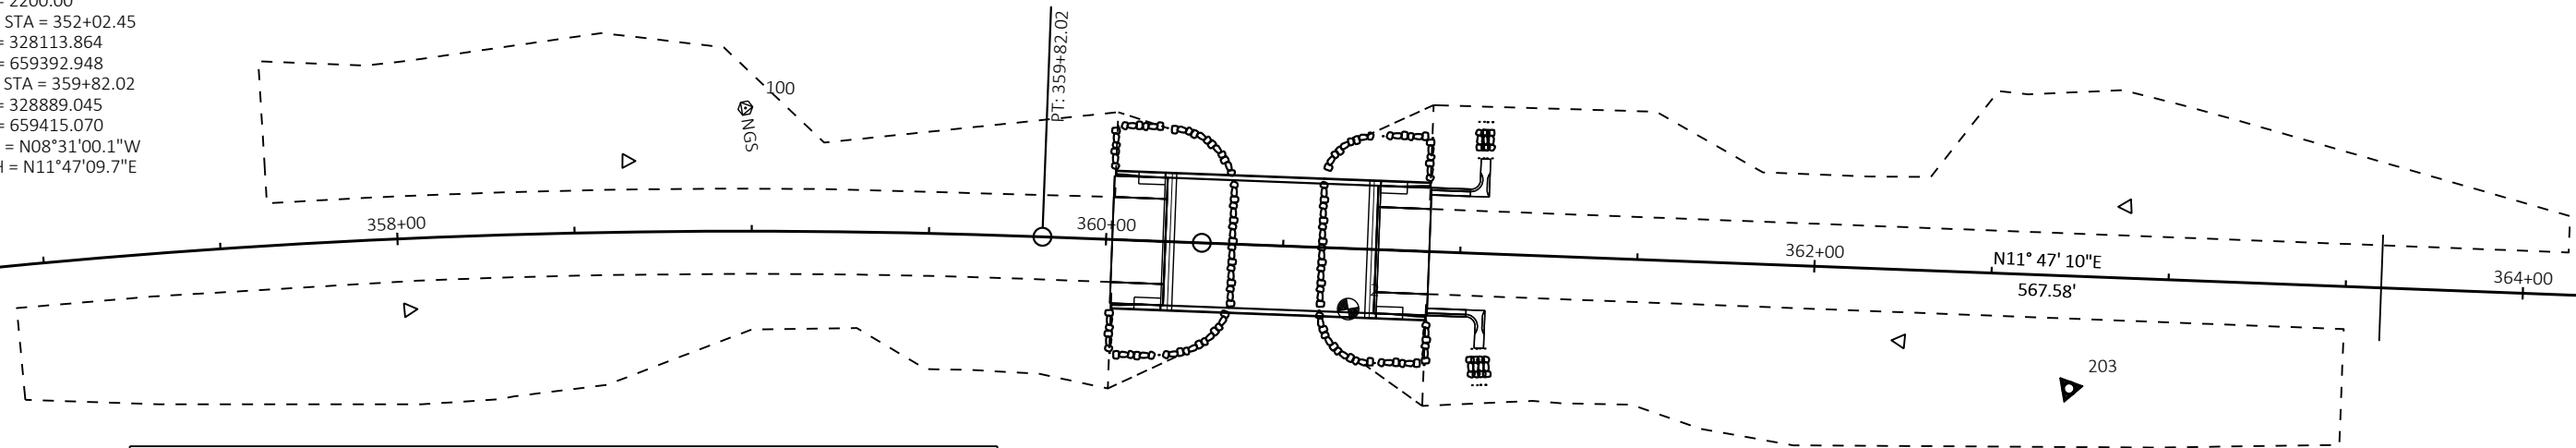 = 2200.00
STA = 352+02.45
= 328113.864
= 659392.948
STA = 359+82.02
= 328889.045
= 659415.070
= N08°31'00.1"W
H = N11°47'09.7"E
100
NGS
PT: 359+82.02
358+00
360+00
362+00
N11° 47' 10"E
567.58'
364+00
203